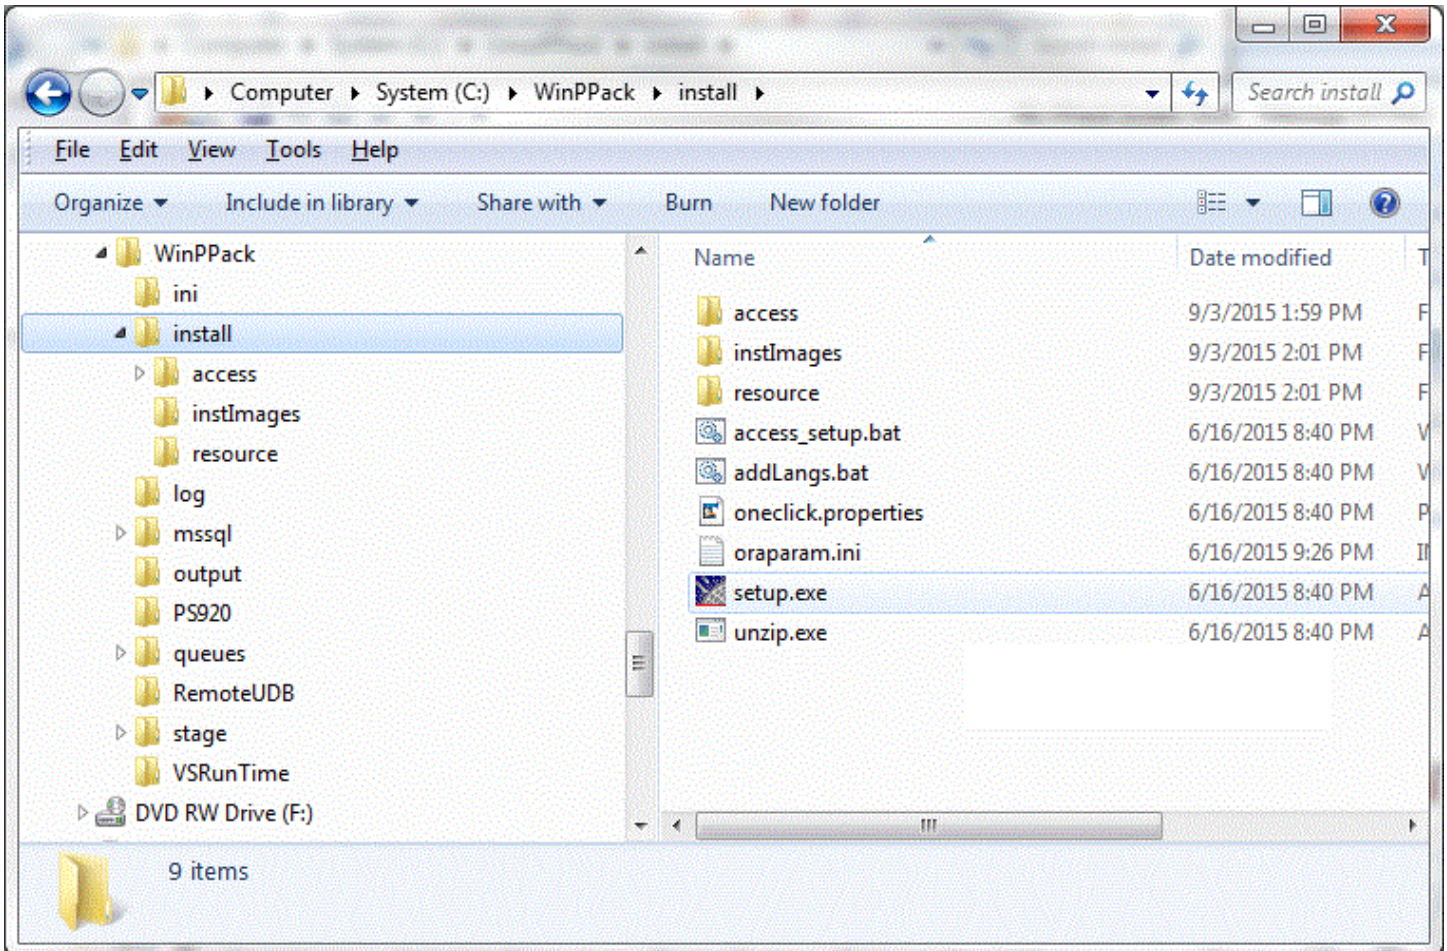 Computer System (C:) WinPPack install Search install
File Edit View Tools Help
Organize Include in library Share with Burn New folder
WinPPack
ini
install
access
instImages
resource
log
mssql
output
PS920
queues
RemoteUDB
stage
VSRunTime
DVD RW Drive (F:)
Name Date modified T
access 9/3/2015 1:59 PM F
instImages 9/3/2015 2:01 PM F
resource 9/3/2015 2:01 PM F
access_setup.bat 6/16/2015 8:40 PM W
addLangs.bat 6/16/2015 8:40 PM W
oneclick.properties 6/16/2015 8:40 PM P
oraparam.ini 6/16/2015 9:26 PM IN
setup.exe 6/16/2015 8:40 PM A
unzip.exe 6/16/2015 8:40 PM A
9 items